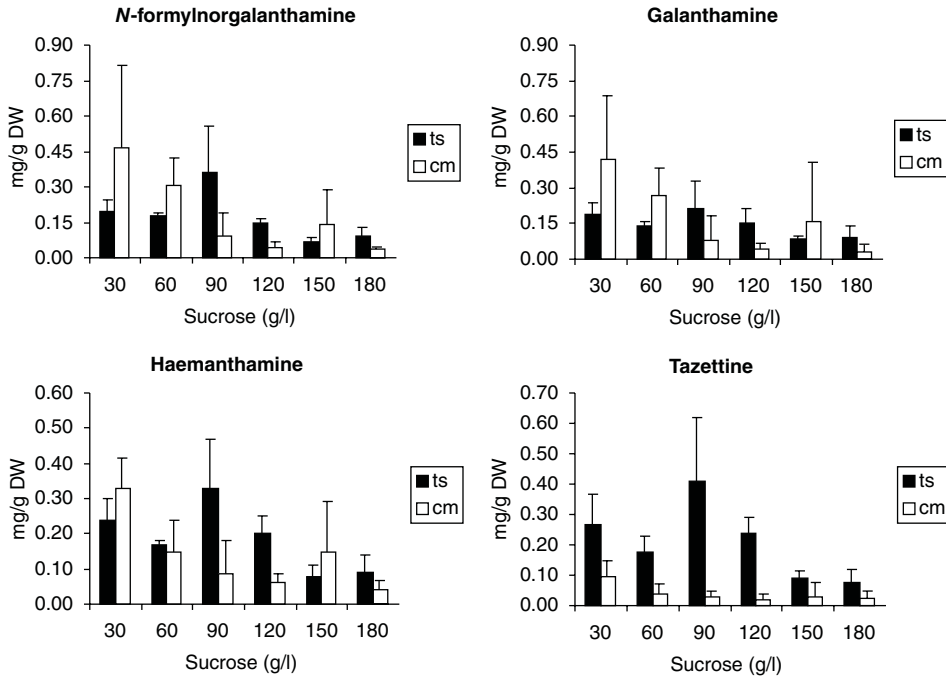 N-formylnorgalanthamine
0.90
0.75
0.60
0.45
0.30
0.15
0.00
mg/g DW
ts
cm
30 60 90 120 150 180
Sucrose (g/l)
Galanthamine
0.90
0.75
0.60
0.45
0.30
0.15
0.00
mg/g DW
ts
cm
30 60 90 120 150 180
Sucrose (g/l)
Haemanthamine
0.60
0.50
0.40
0.30
0.20
0.10
0.00
mg/g DW
ts
cm
30 60 90 120 150 180
Sucrose (g/l)
Tazettine
0.70
0.60
0.50
0.40
0.30
0.20
0.10
0.00
mg/g DW
ts
cm
30 60 90 120 150 180
Sucrose (g/l)